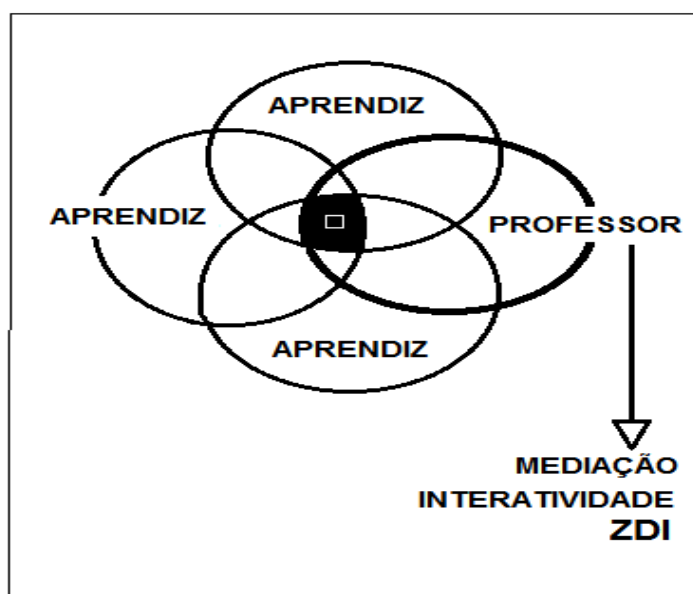 APRENDIZ
APRENDIZ
PROFESSOR
APRENDIZ
MEDIAÇÃO
INTERATIVIDADE
ZDI